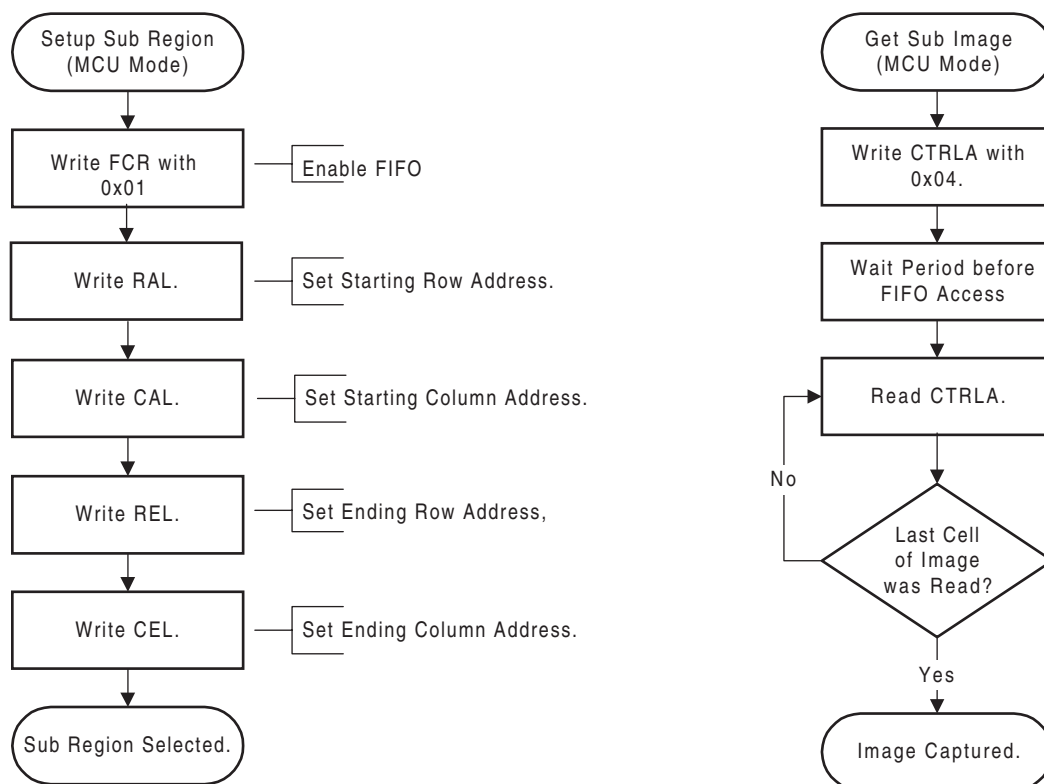 Setup Sub Region
(MCU Mode)
Write FCR with
0x01
Enable FIFO
Write RAL.
Set Starting Row Address.
Write CAL.
Set Starting Column Address.
Write REL.
Set Ending Row Address,
Write CEL.
Set Ending Column Address.
Sub Region Selected.
Get Sub Image
(MCU Mode)
Write CTRLA with
0x04.
Wait Period before
FIFO Access
Read CTRLA.
No
Last Cell
of Image
was Read?
Yes
Image Captured.